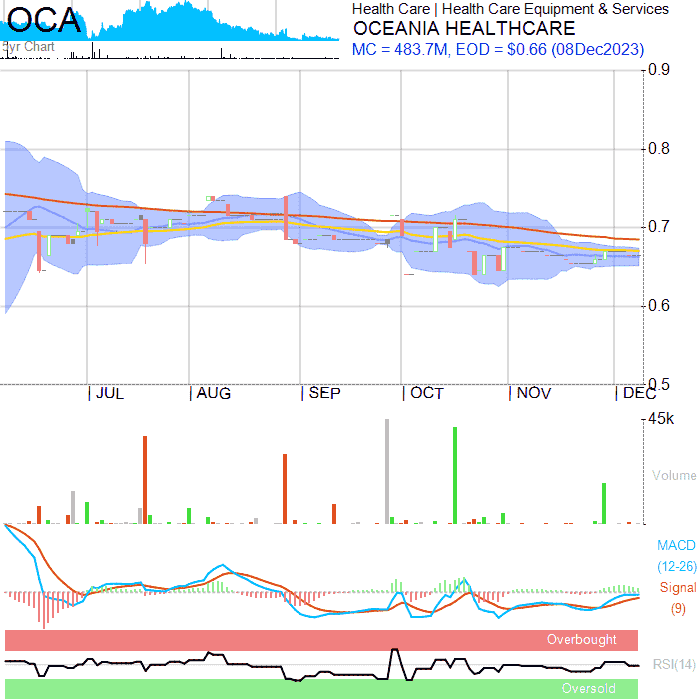 OCA
5yr Chart
Health Care | Health Care Equipment & Services
OCEANIA HEALTHCARE
MC = 483.7M, EOD = $0.66 (08Dec2023)
0.9
0.8
0.7
0.6
0.5
JUL AUG SEP OCT NOV DEC
45k
Volume
MACD
(12-26)
Signal
(9)
Overbought
RSI(14)
Oversold